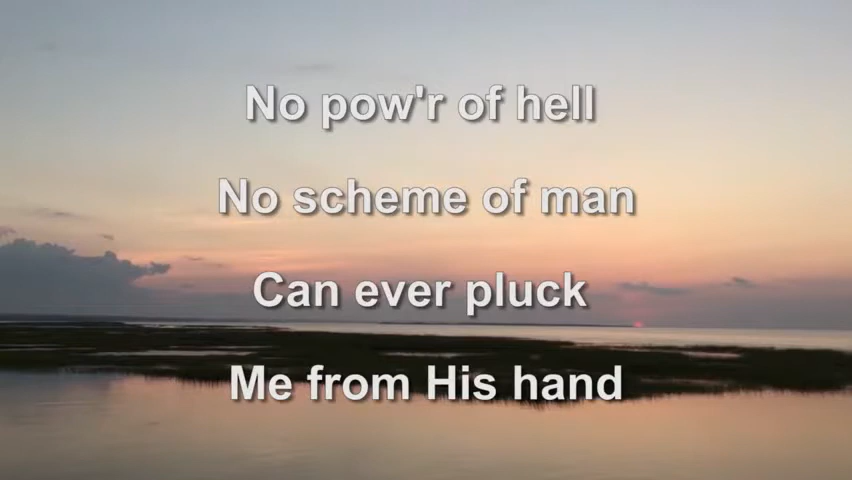 No pow'r of hell
No scheme of man
Can ever pluck
Me from His hand